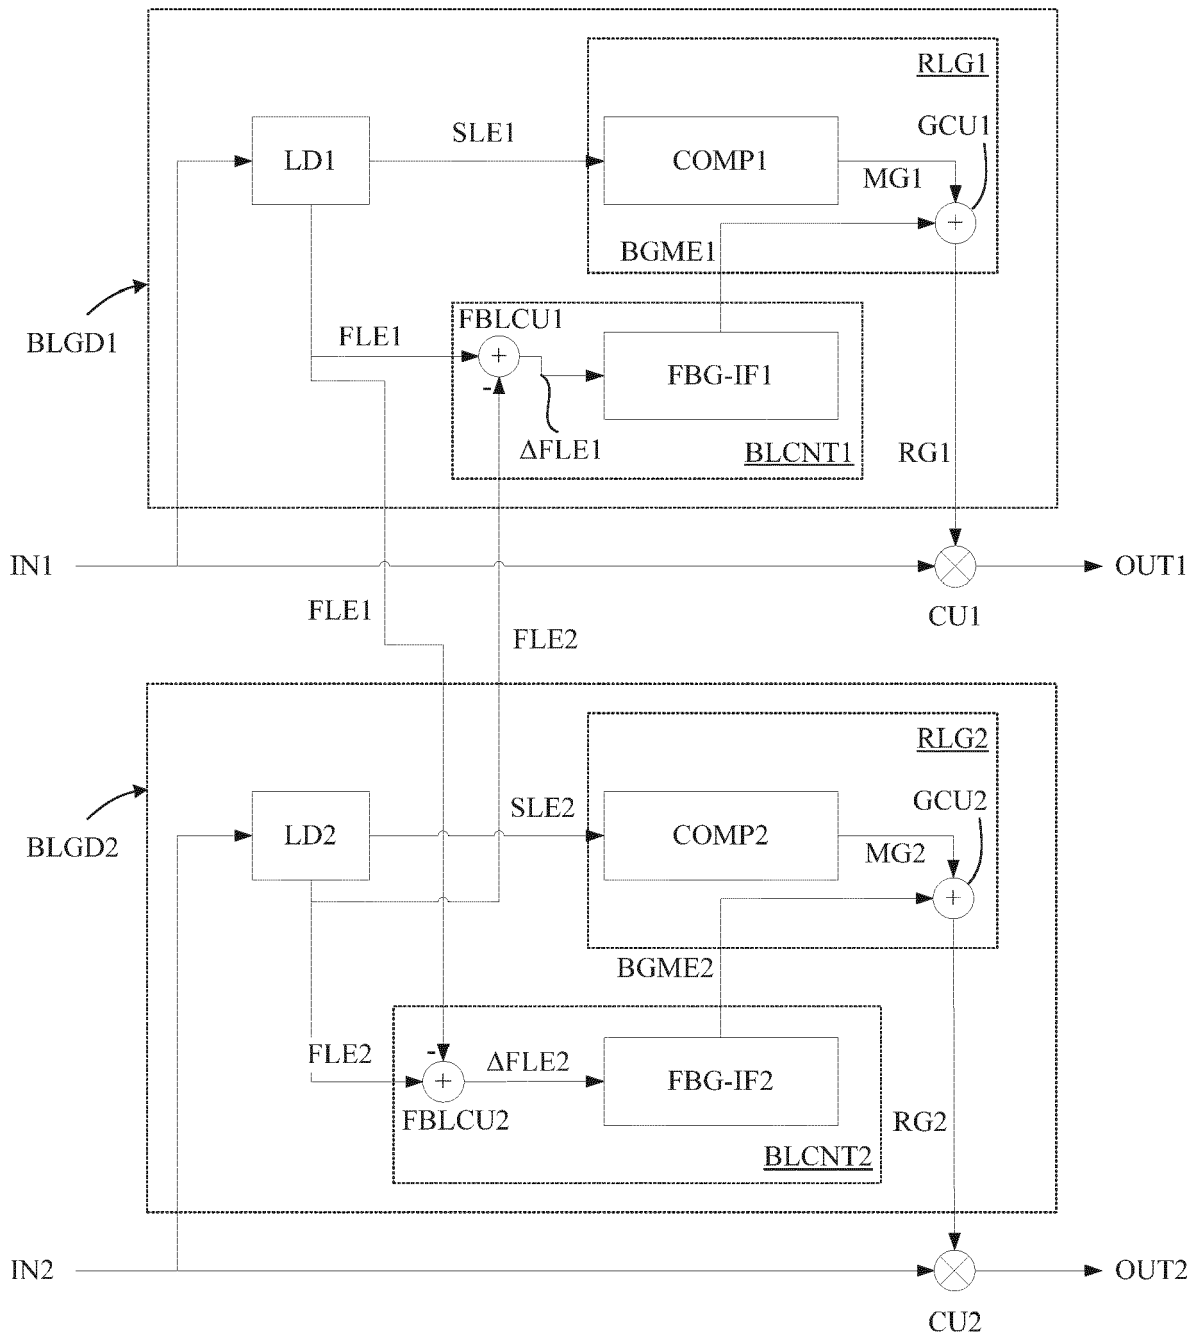 RLG1
GCU1
SLE1
LD1
COMP1
MG1
+
BGME1
FBLCU1
BLGD1
FLE1
+
-
FBG-IF1
ΔFLE1
BLCNT1
RG1
IN1
OUT1
CU1
FLE1
FLE2
RLG2
GCU2
SLE2
BLGD2
LD2
COMP2
MG2
+
BGME2
FLE2
-
+
ΔFLE2
FBG-IF2
FBLCU2
RG2
BLCNT2
IN2
OUT2
CU2